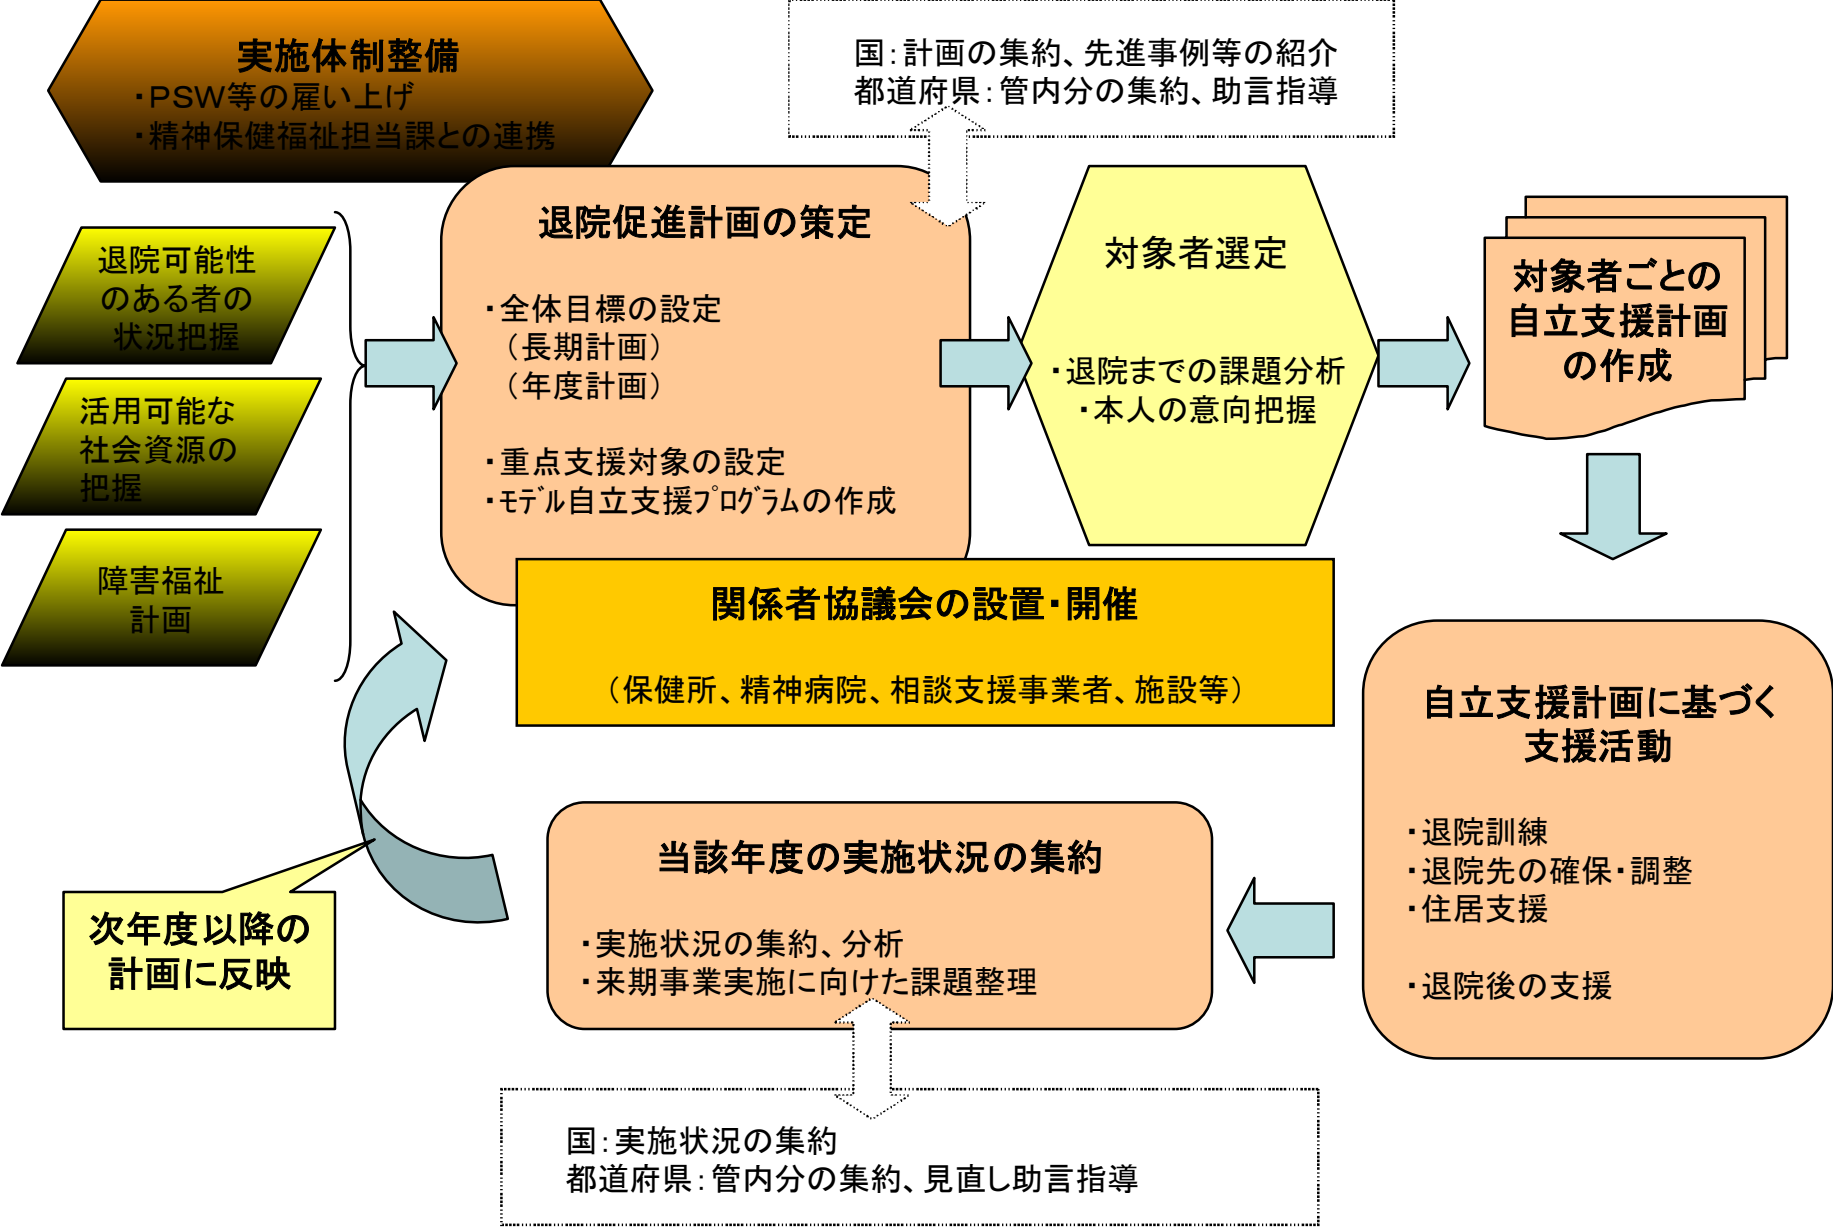 実施体制整備
・PSW等の雇い上げ
・精神保健福祉担当課との連携
国：計画の集約、先進事例等の紹介
都道府県：管内分の集約、助言指導
退院可能性
のある者の
状況把握
活用可能な
社会資源の
把握
障害福祉
計画
退院促進計画の策定
・全体目標の設定
（長期計画）
（年度計画）
・重点支援対象の設定
・ﾓﾃﾞﾙ自立支援ﾌﾟﾛｸﾞﾗﾑの作成
対象者選定
・退院までの課題分析
・本人の意向把握
対象者ごとの
自立支援計画
の作成
関係者協議会の設置・開催
（保健所、精神病院、相談支援事業者、施設等）
自立支援計画に基づく
支援活動
・退院訓練
・退院先の確保・調整
・住居支援
・退院後の支援
当該年度の実施状況の集約
・実施状況の集約、分析
・来期事業実施に向けた課題整理
次年度以降の
計画に反映
国：実施状況の集約
都道府県：管内分の集約、見直し助言指導